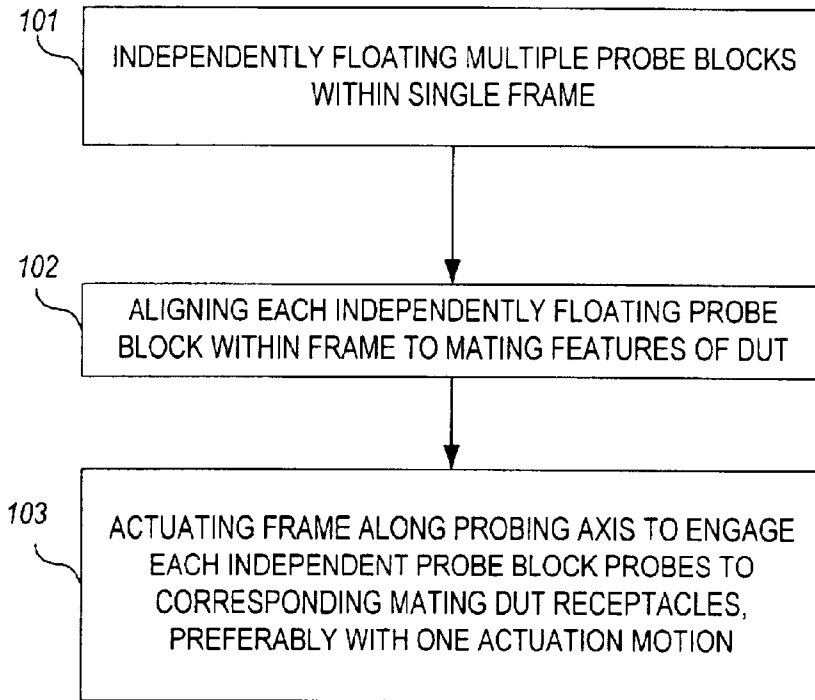 101
INDEPENDENTLY FLOATING MULTIPLE PROBE BLOCKS
WITHIN SINGLE FRAME
102
ALIGNING EACH INDEPENDENTLY FLOATING PROBE
BLOCK WITHIN FRAME TO MATING FEATURES OF DUT
103
ACTUATING FRAME ALONG PROBING AXIS TO ENGAGE
EACH INDEPENDENT PROBE BLOCK PROBES TO
CORRESPONDING MATING DUT RECEPTACLES,
PREFERABLY WITH ONE ACTUATION MOTION